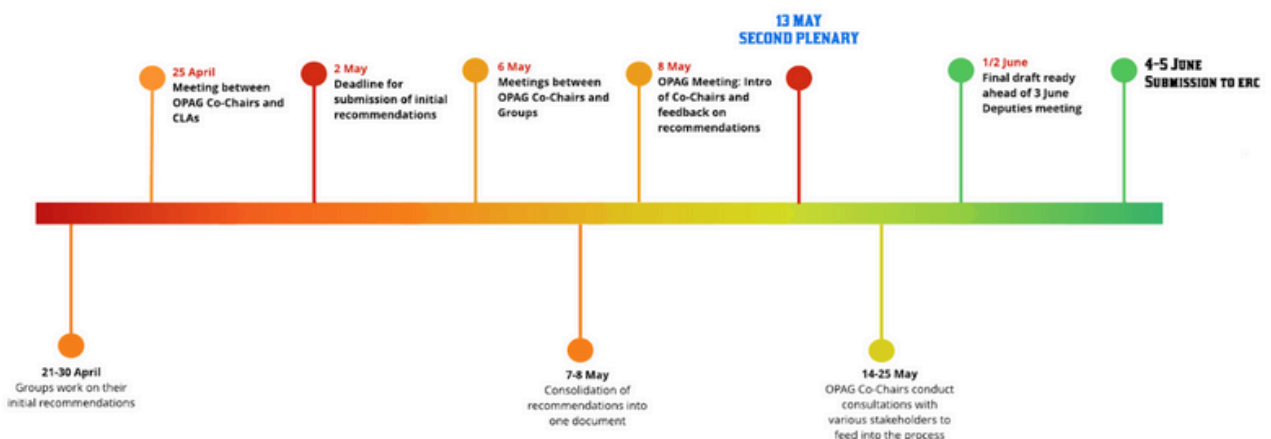 13 MAY
SECOND PLENARY
25 April
Meeting between
OPAG Co-Chairs and
CLAs
2 May
Deadline for
submission of initial
recommendations
6 May
Meetings between
OPAG Co-Chairs and
Groups
8 May
OPAG Meeting: Intro
of Co-Chairs and
feedback on
recommendations
1/2 June
Final draft ready
ahead of 3 June
Deputies meeting
4-5 June
Submission to ERC
21-30 April
Groups work on their
initial recommendations
7-8 May
Consolidation of
recommendations into
one document
14-25 May
OPAG Co-Chairs conduct
consultations with
various stakeholders to
feed into the process